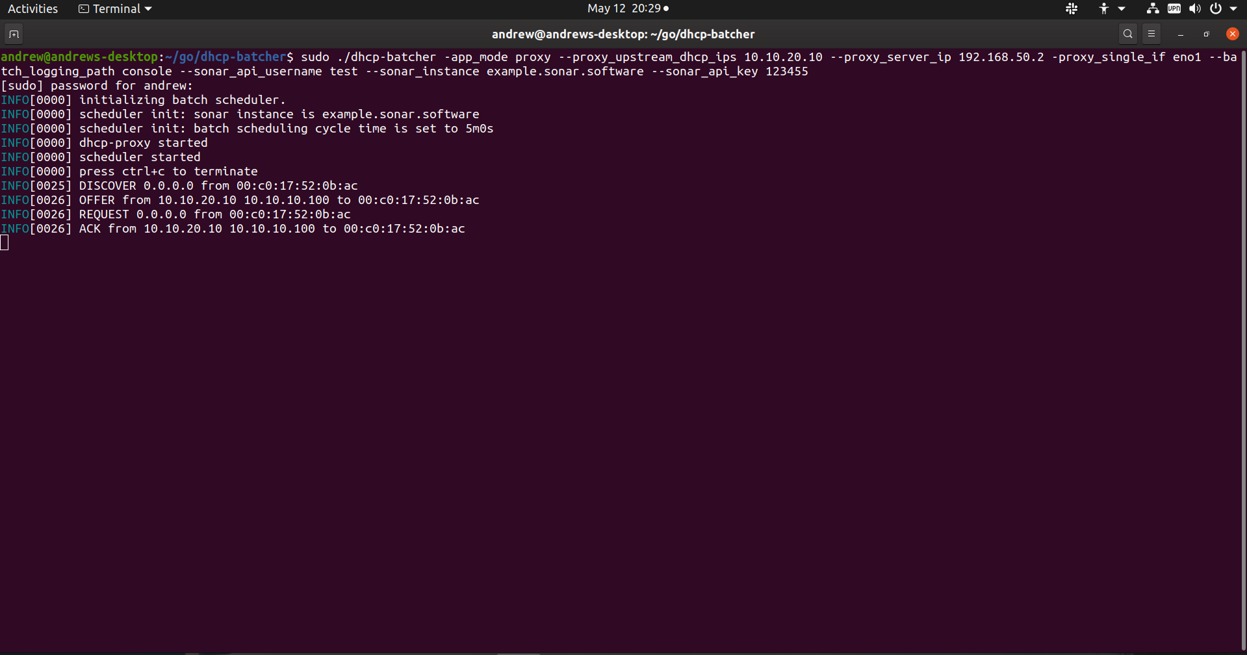 Activities Terminal May 12 20:29 VPN
andrew@andrews-desktop: ~/go/dhcp-batcher
andrew@andrews-desktop:~/go/dhcp-batcher$ sudo ./dhcp-batcher -app_mode proxy --proxy_upstream_dhcp_ips 10.10.20.10 --proxy_server_ip 192.168.50.2 -proxy_single_if eno1 --ba
tch_logging_path console --sonar_api_username test --sonar_instance example.sonar.software --sonar_api_key 123455
[sudo] password for andrew:
INFO[0000] initializing batch scheduler.
INFO[0000] scheduler init: sonar instance is example.sonar.software
INFO[0000] scheduler init: batch scheduling cycle time is set to 5m0s
INFO[0000] dhcp-proxy started
INFO[0000] scheduler started
INFO[0000] press ctrl+c to terminate
INFO[0025] DISCOVER 0.0.0.0 from 00:c0:17:52:0b:ac
INFO[0026] OFFER from 10.10.20.10 10.10.10.100 to 00:c0:17:52:0b:ac
INFO[0026] REQUEST 0.0.0.0 from 00:c0:17:52:0b:ac
INFO[0026] ACK from 10.10.20.10 10.10.10.100 to 00:c0:17:52:0b:ac